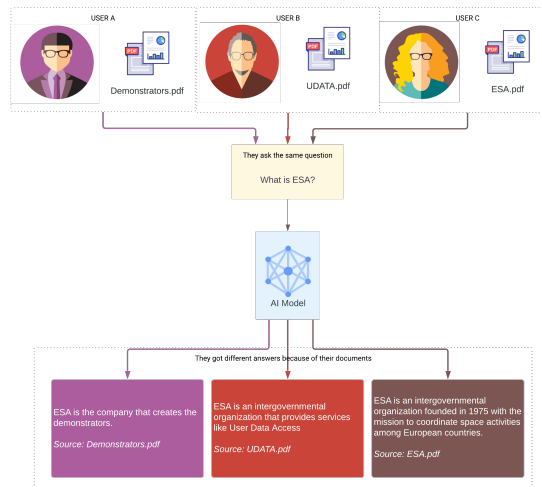 USER A
USER B
USER C
PDF
PDF
PDF
Demonstrators.pdf
UDATA.pdf
ESA.pdf
They ask the same question
What is ESA?
AI Model
They got different answers because of their documents
ESA is the company that creates the
demonstrators.
Source: Demonstrators.pdf
ESA is an intergovernmental
organization that provides services
like User Data Access
Source: UDATA.pdf
ESA is an intergovernmental
organization founded in 1975 with the
mission to coordinate space activities
among European countries.
Source: ESA.pdf